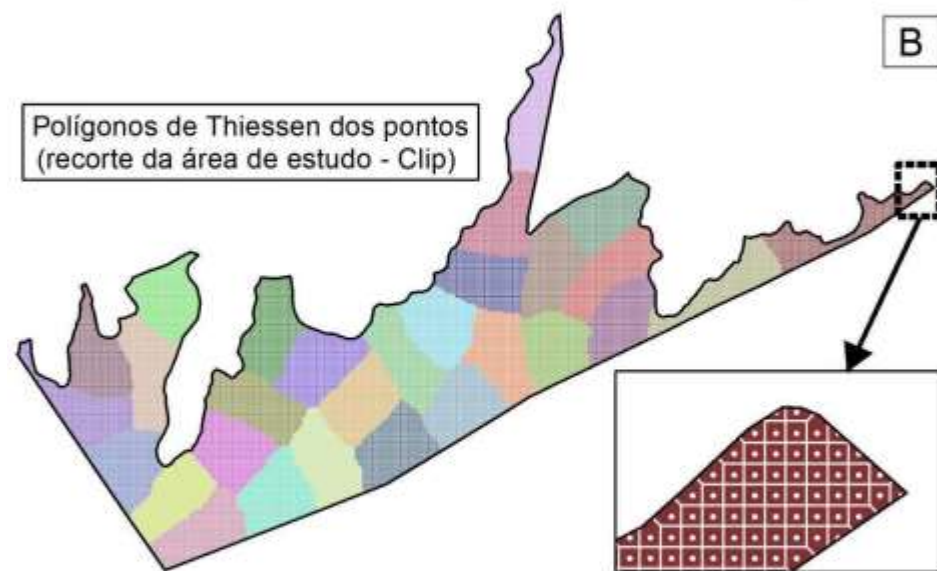 B
Polígonos de Thiessen dos pontos
(recorte da área de estudo - Clip)